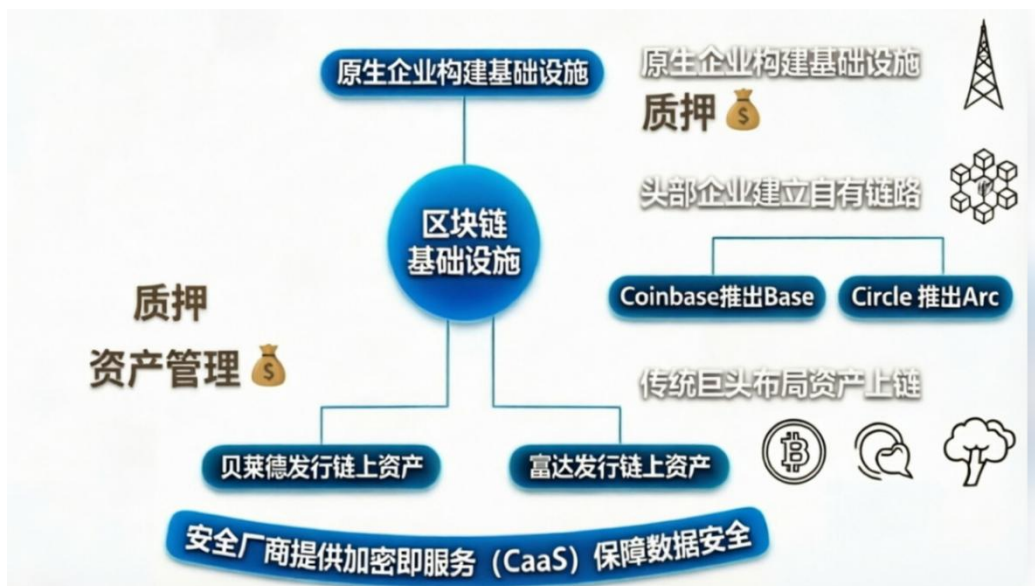 原生企业构建基础设施
原生企业构建基础设施
质押
头部企业建立自有链路
区块链
基础设施
Coinbase推出Base
Circle 推出Arc
质押
资产管理
传统巨头布局资产上链
贝莱德发行链上资产
富达发行链上资产
安全厂商提供加密即服务（CaaS）保障数据安全